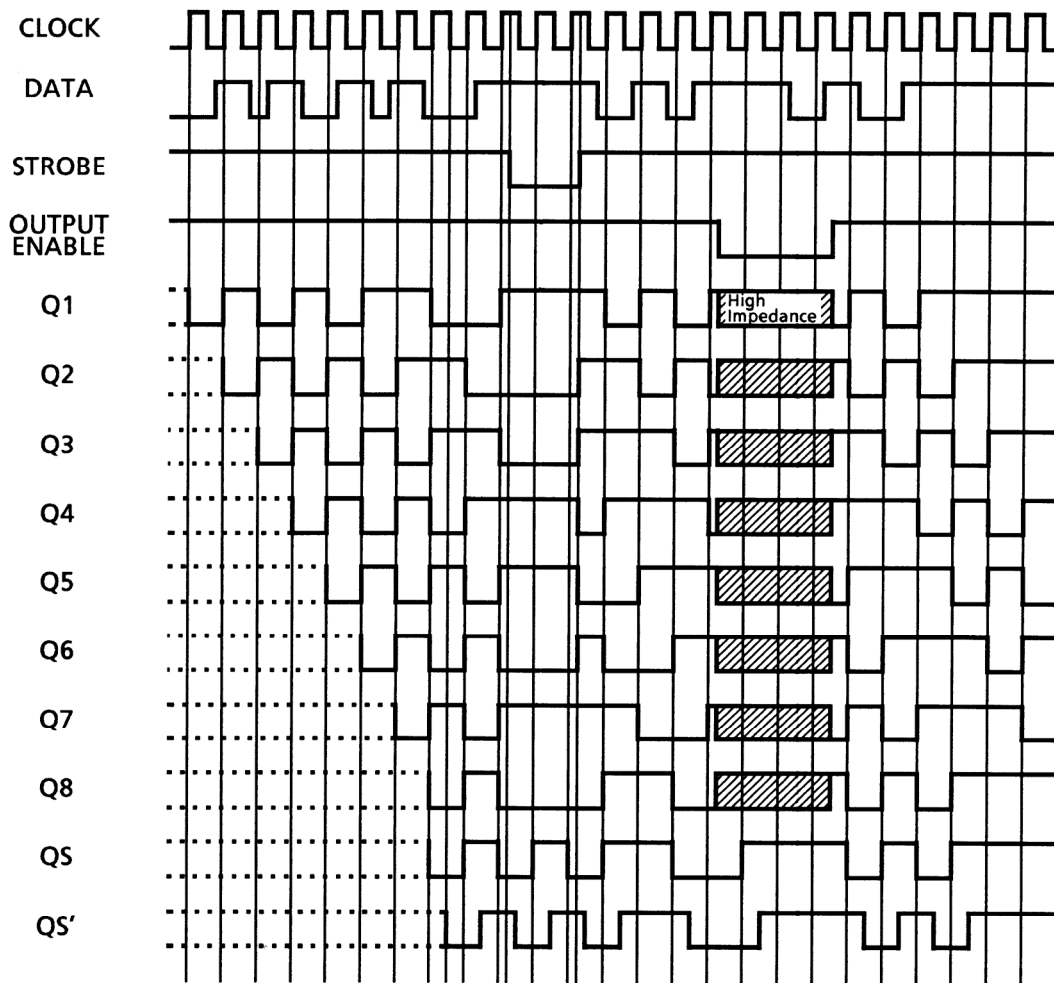 CLOCK
DATA
STROBE
OUTPUT
ENABLE
Q1
High
Impedance
Q2
Q3
Q4
Q5
Q6
Q7
Q8
QS
QS′